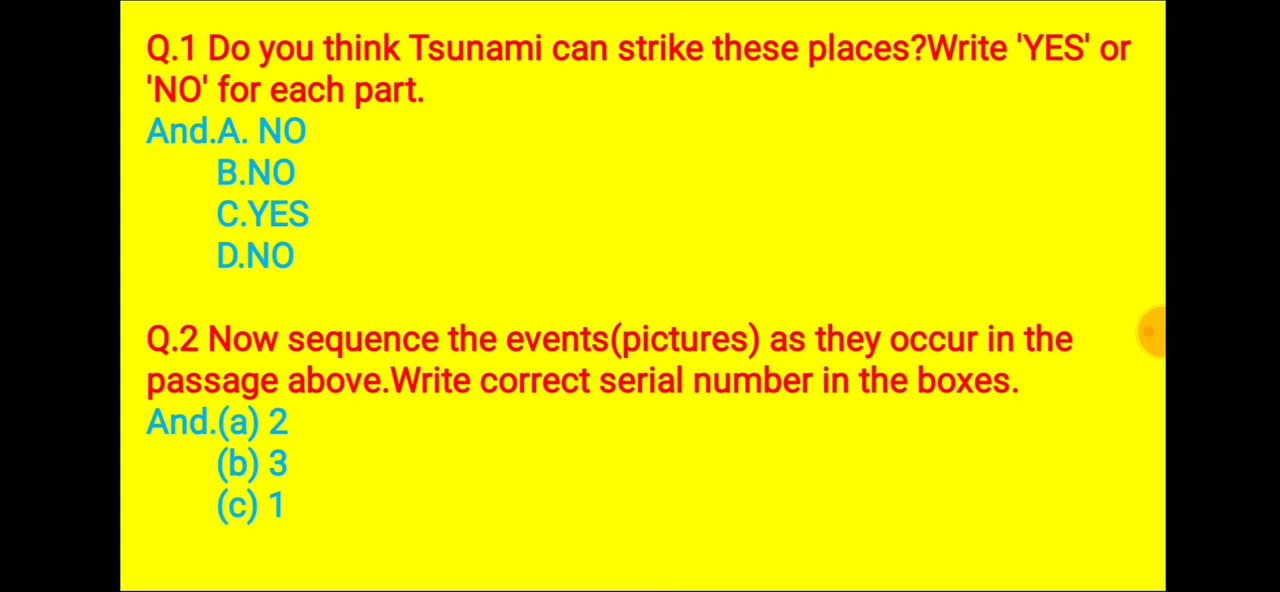 Q.1 Do you think Tsunami can strike these places?Write 'YES' or
'NO' for each part.
And.A. NO
B.NO
C.YES
D.NO
Q.2 Now sequence the events(pictures) as they occur in the
passage above.Write correct serial number in the boxes.
And.(a) 2
(b) 3
(c) 1